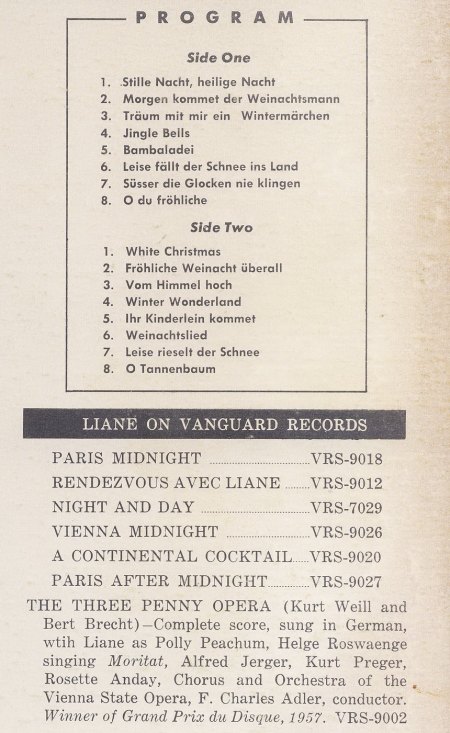 PROGRAM
Side One
1. Stille Nacht, heilige Nacht
2. Morgen kommet der Weinachtsmann
3. Träum mit mir ein Wintermärchen
4. Jingle Bells
5. Bambaladei
6. Leise fällt der Schnee ins Land
7. Süsser die Glocken nie klingen
8. O du fröhliche
Side Two
1. White Christmas
2. Fröhliche Weinacht überall
3. Vom Himmel hoch
4. Winter Wonderland
5. Ihr Kinderlein kommet
6. Weinachtslied
7. Leise rieselt der Schnee
8. O Tannenbaum
LIANE ON VANGUARD RECORDS
PARIS MIDNIGHT ........................VRS-9018
RENDEZVOUS AVEC LIANE ......VRS-9012
NIGHT AND DAY ..........................VRS-7029
VIENNA MIDNIGHT ....................VRS-9026
A CONTINENTAL COCKTAIL....VRS-9020
PARIS AFTER MIDNIGHT..........VRS-9027
THE THREE PENNY OPERA (Kurt Weill and
Bert Brecht)—Complete score, sung in German,
wtih Liane as Polly Peachum, Helge Roswaenge
singing Moritat, Alfred Jerger, Kurt Preger,
Rosette Anday, Chorus and Orchestra of the
Vienna State Opera, F. Charles Adler, conductor.
Winner of Grand Prix du Disque, 1957. VRS-9002